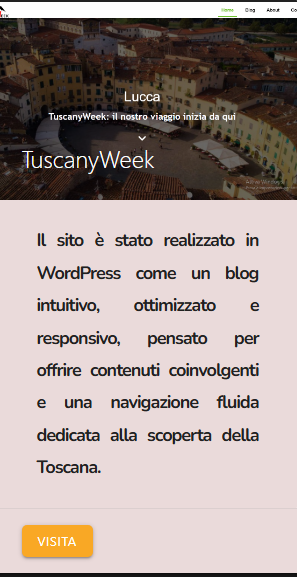 Home Blog About Co
Lucca
TuscanyWeek: il nostro viaggio inizia da qui
TuscanyWeek
Il sito è stato realizzato in
WordPress come un blog
intuitivo, ottimizzato e
responsivo, pensato per
offrire contenuti coinvolgenti
e una navigazione fluida
dedicata alla scoperta della
Toscana.
VISITA